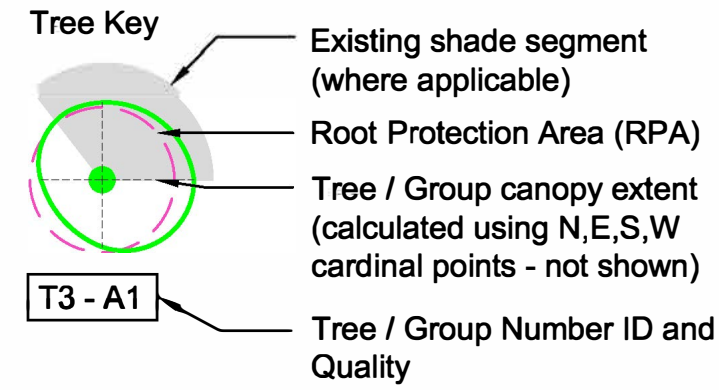 Tree Key
Existing shade segment
(where applicable)
Root Protection Area (RPA)
Tree / Group canopy extent
(calculated using N,E,S,W
cardinal points - not shown)
T3 - A1
Tree / Group Number ID and
Quality